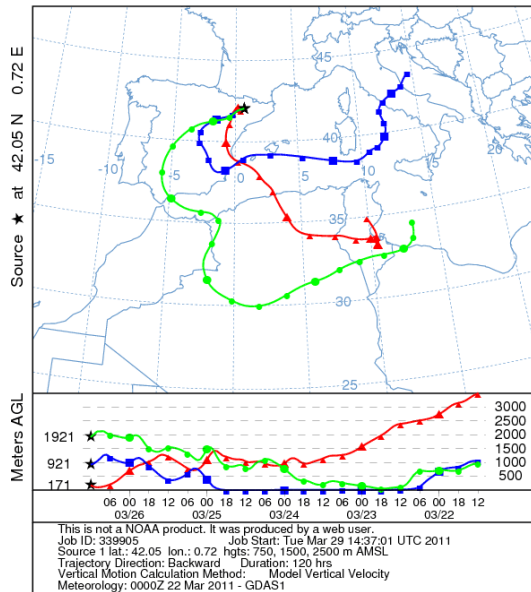 Source ★ at 42.05 N 0.72 E
45
40
35
30
25
-15
-10
-5
0
5
10
15
Meters AGL
1921
921
171
3000
2500
2000
1500
1000
500
06 00 18 12 06 00 18 12 06 00 18 12 06 00 18 12 06 00 18 12
03/26 03/25 03/24 03/23 03/22
This is not a NOAA product. It was produced by a web user.
Job ID: 339905 Job Start: Tue Mar 29 14:37:01 UTC 2011
Source 1 lat.: 42.05 lon.: 0.72 hgts: 750, 1500, 2500 m AMSL
Trajectory Direction: Backward Duration: 120 hrs
Vertical Motion Calculation Method: Model Vertical Velocity
Meteorology: 0000Z 22 Mar 2011 - GDAS1